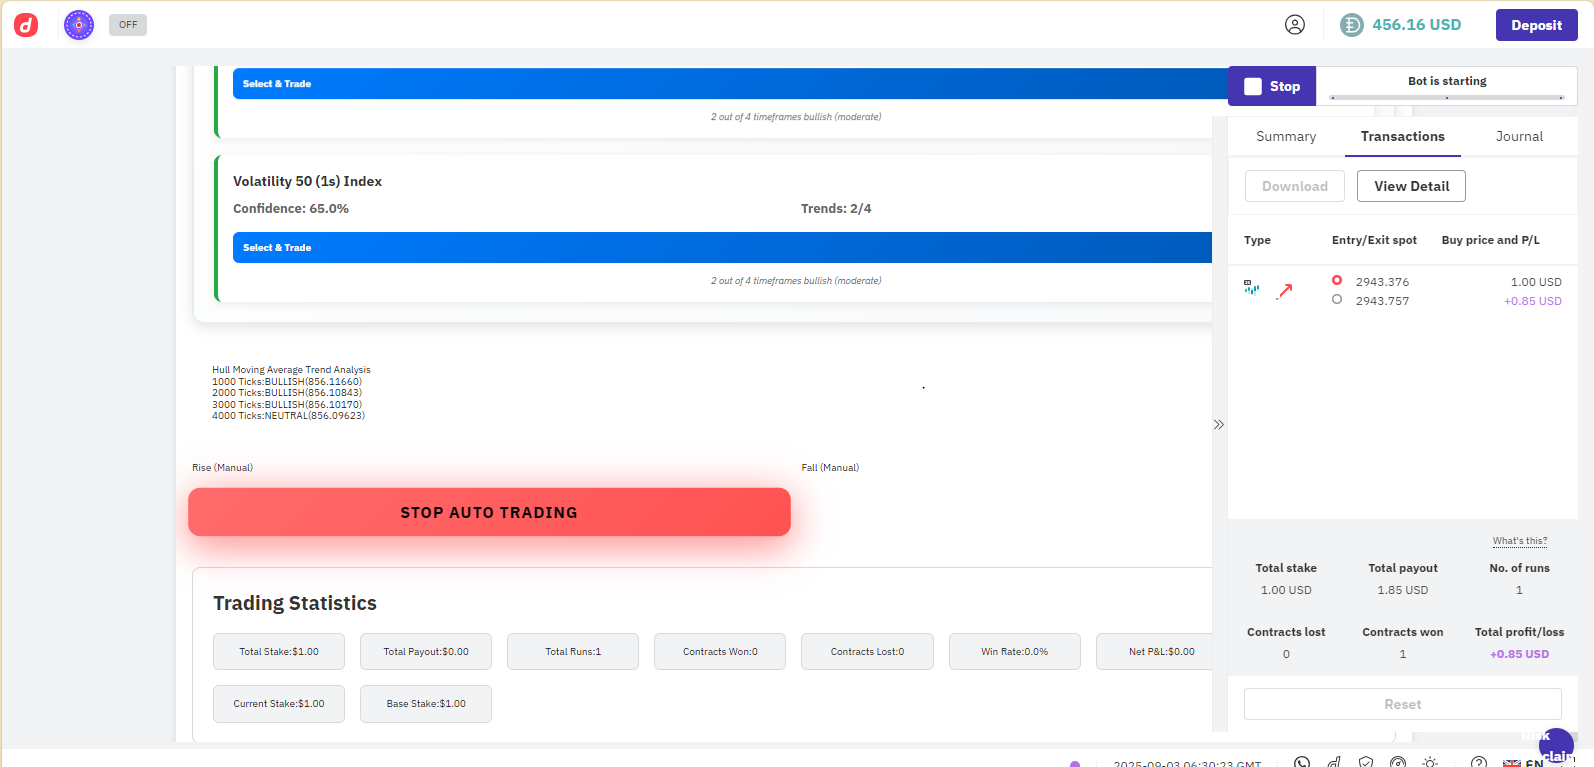 OFF
456.16 USD
Deposit
Select & Trade
2 out of 4 timeframes bullish (moderate)
Volatility 50 (1s) Index
Confidence: 65.0%
Trends: 2/4
Select & Trade
2 out of 4 timeframes bullish (moderate)
Hull Moving Average Trend Analysis
1000 Ticks:BULLISH(856.11660)
2000 Ticks:BULLISH(856.10843)
3000 Ticks:BULLISH(856.10170)
4000 Ticks:NEUTRAL(856.09623)
Rise (Manual)
Fall (Manual)
STOP AUTO TRADING
Trading Statistics
Total Stake:$1.00
Total Payout:$0.00
Total Runs:1
Contracts Won:0
Contracts Lost:0
Win Rate:0.0%
Net P&L:$0.00
Current Stake:$1.00
Base Stake:$1.00
Stop
Bot is starting
Summary
Transactions
Journal
Download
View Detail
Type
Entry/Exit spot
Buy price and P/L
2943.376
1.00 USD
2943.757
+0.85 USD
What's this?
Total stake
Total payout
No. of runs
1.00 USD
1.85 USD
1
Contracts lost
Contracts won
Total profit/loss
0
1
+0.85 USD
Reset
Risk
2025-09-03 06:30:23 GMT
EN